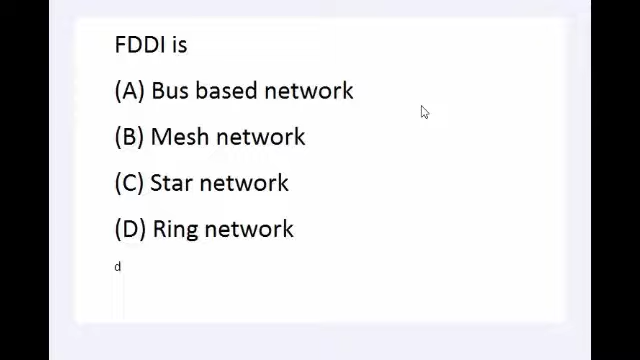 FDDI is
(A) Bus based network
(B) Mesh network
(C) Star network
(D) Ring network
d